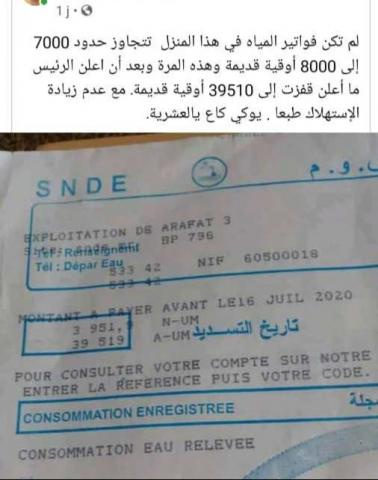 1 j
لم تكن فواتير المياه في هذا المنزل تتجاوز حدود 7000
إلى 8000 أوقية قديمة وهذه المرة وبعد أن اعلن الرئيس
ما أعلن قفزت إلى 39510 أوقية قديمة. مع عدم زيادة
الإستهلاك طبعا . يوكي كاع يالعشرية.
SNDE
و.م
EXPLOITATION DE ARAFAT 3
BP 796
Tél : Dépar Eau
NIF 60500018
533 42
533 42
MONTANT A PAYER AVANT LE16 JUIL 2020
3 951,
N-UM
39 519
A-UM
تاريخ التسديد
POUR CONSULTER VOTRE COMPTE SUR NOTRE
ENTRER LA REFERENCE PUIS VOTRE CODE.
CONSOMMATION ENREGISTREE
CONSOMMATION EAU RELEVEE